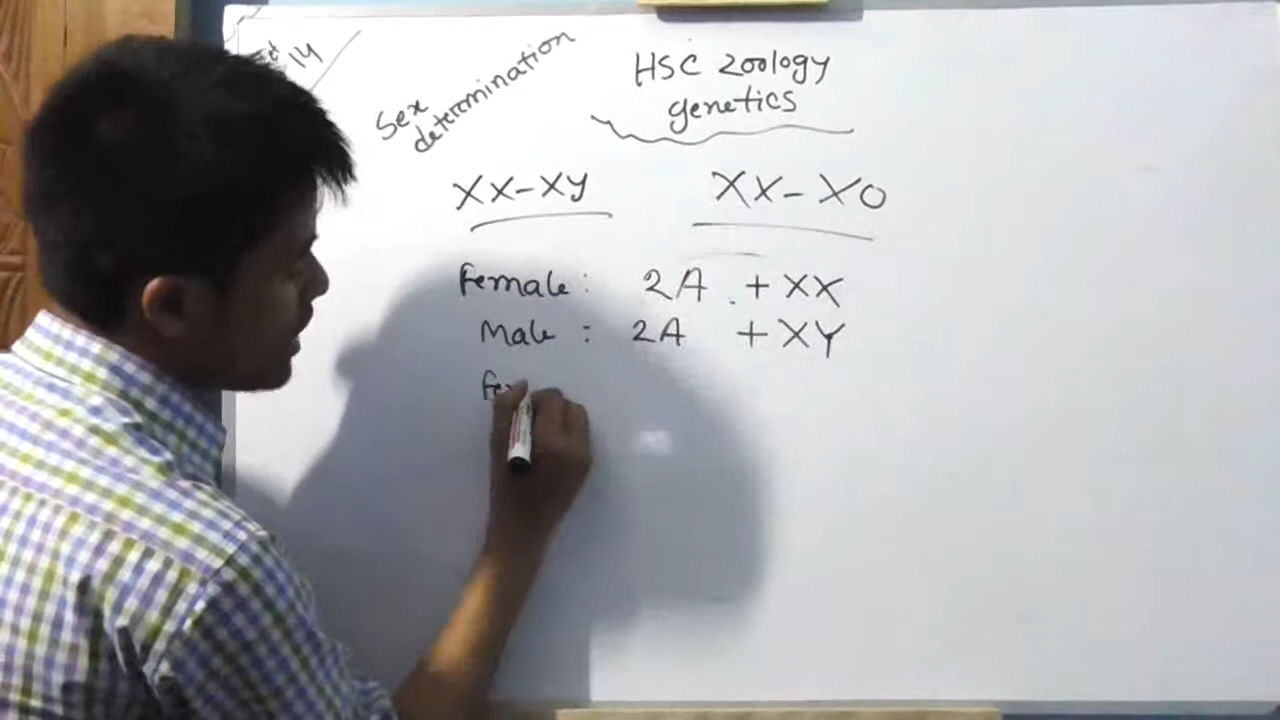 14
Sex
determination
HSC zoology
genetics
XX-XY
XX-XO
Female: 2A + XX
Male: 2A + XY